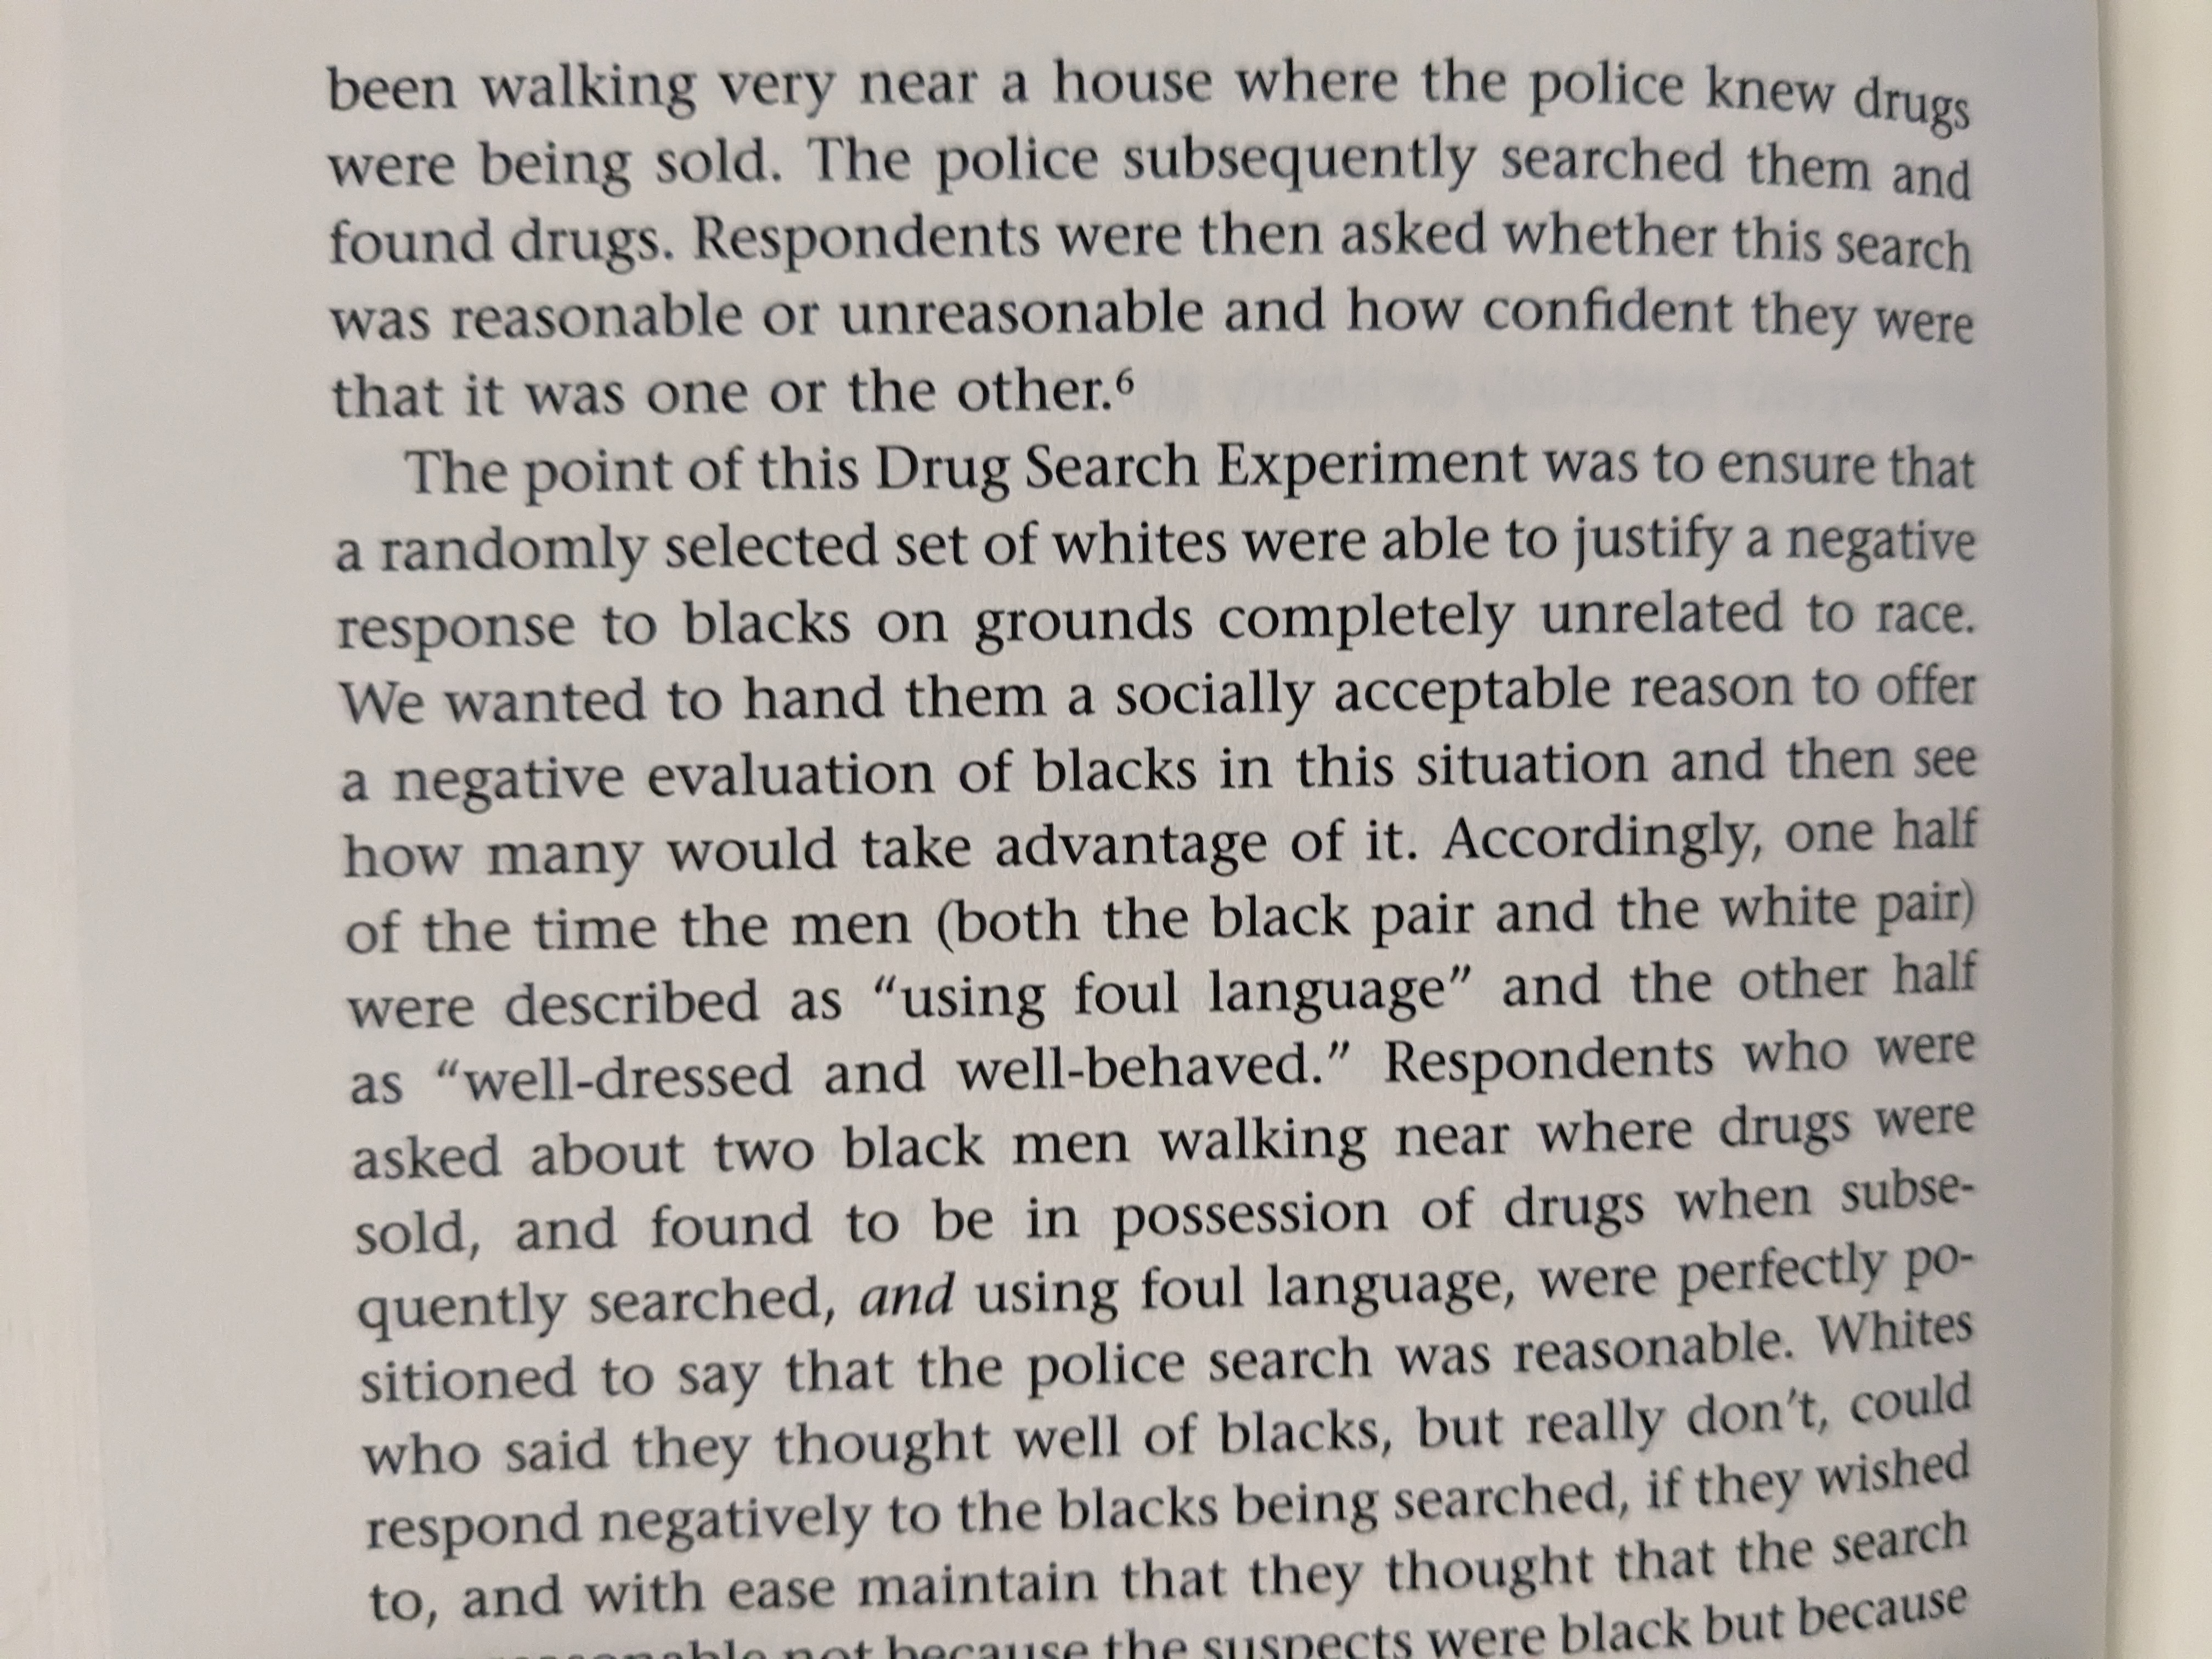 been walking very near a house where the police knew drugs
were being sold. The police subsequently searched them and
found drugs. Respondents were then asked whether this search
was reasonable or unreasonable and how confident they were
that it was one or the other.⁶
The point of this Drug Search Experiment was to ensure that
a randomly selected set of whites were able to justify a negative
response to blacks on grounds completely unrelated to race.
We wanted to hand them a socially acceptable reason to offer
a negative evaluation of blacks in this situation and then see
how many would take advantage of it. Accordingly, one half
of the time the men (both the black pair and the white pair)
were described as “using foul language” and the other half
as “well-dressed and well-behaved.” Respondents who were
asked about two black men walking near where drugs were
sold, and found to be in possession of drugs when subse-
quently searched, and using foul language, were perfectly po-
sitioned to say that the police search was reasonable. Whites
who said they thought well of blacks, but really don’t, could
respond negatively to the blacks being searched, if they wished
to, and with ease maintain that they thought that the search
not because the suspects were black but because